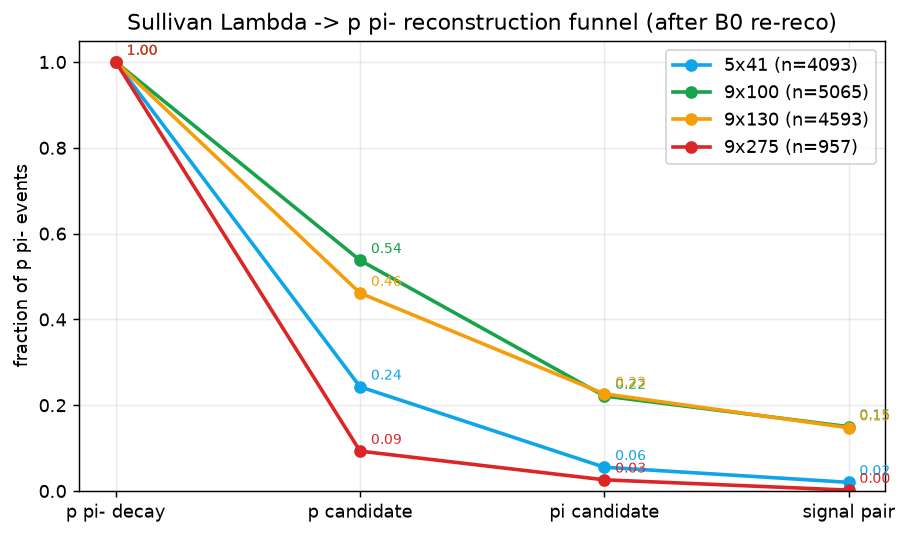 Sullivan Lambda -> p pi- reconstruction funnel (after B0 re-reco)
fraction of p pi- events
1.0
0.8
0.6
0.4
0.2
0.0
p pi- decay
p candidate
pi candidate
signal pair
5x41 (n=4093)
9x100 (n=5065)
9x130 (n=4593)
9x275 (n=957)
1.00
0.54
0.46
0.24
0.09
0.22
0.06
0.03
0.15
0.02
0.00